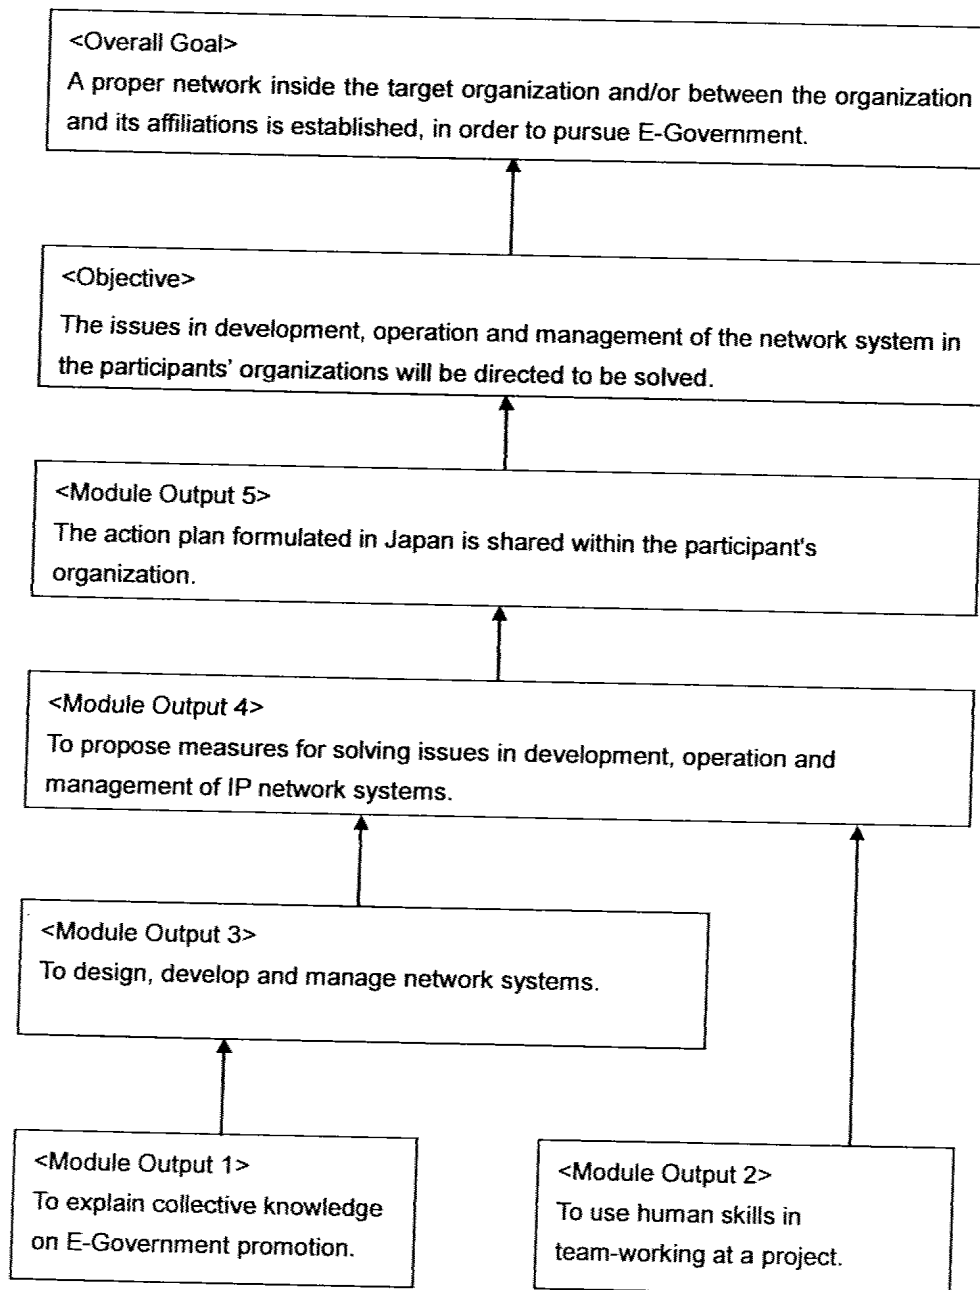 <Overall Goal>
A proper network inside the target organization and/or between the organization
and its affiliations is established, in order to pursue E-Government.
<Objective>
The issues in development, operation and management of the network system in
the participants' organizations will be directed to be solved.
<Module Output 5>
The action plan formulated in Japan is shared within the participant's
organization.
<Module Output 4>
To propose measures for solving issues in development, operation and
management of IP network systems.
<Module Output 3>
To design, develop and manage network systems.
<Module Output 1>
To explain collective knowledge
on E-Government promotion.
<Module Output 2>
To use human skills in
team-working at a project.